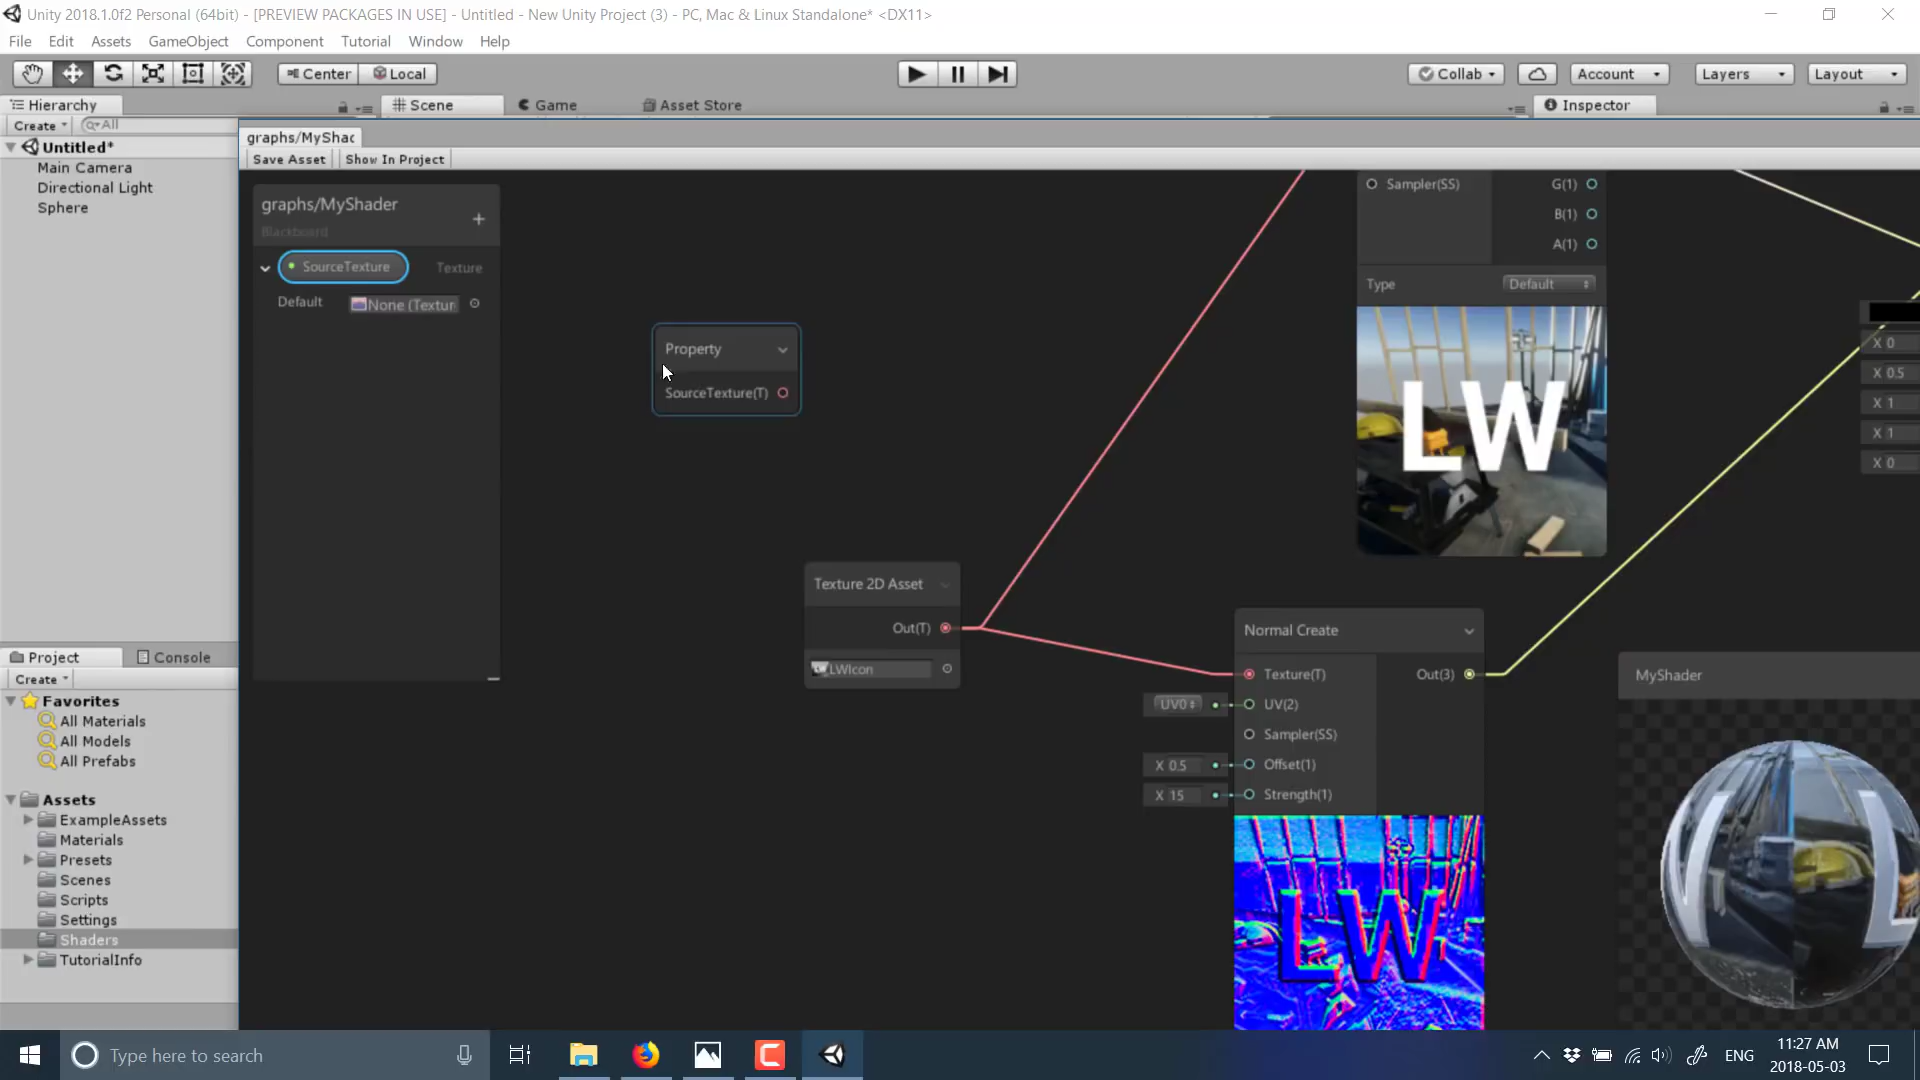 Unity 2018.1.0f2 Personal (64bit) - [PREVIEW PACKAGES IN USE] - Untitled - New Unity Project (3) - PC, Mac & Linux Standalone* <DX11>
File Edit Assets GameObject Component Tutorial Window Help
Center Local Collab Account Layers Layout
Hierarchy Scene Game Asset Store Inspector
Create All
Untitled*
Main Camera
Directional Light
Sphere
graphs/MyShac
Save Asset Show In Project
graphs/MyShader
Blackboard
SourceTexture Texture
Default None (Textur
Property
SourceTexture(T)
Sampler(SS) G(1)
B(1)
A(1)
Type Default
LW
X 0
X 0.5
X 1
X 1
X 0
Texture 2D Asset
Out(T)
LWIcon
Normal Create
Texture(T) Out(3)
UV0 UV(2)
Sampler(SS)
X 0.5 Offset(1)
X 15 Strength(1)
LW
MyShader
Project Console
Create
Favorites
All Materials
All Models
All Prefabs
Assets
ExampleAssets
Materials
Presets
Scenes
Scripts
Settings
Shaders
TutorialInfo
Type here to search
ENG
11:27 AM
2018-05-03